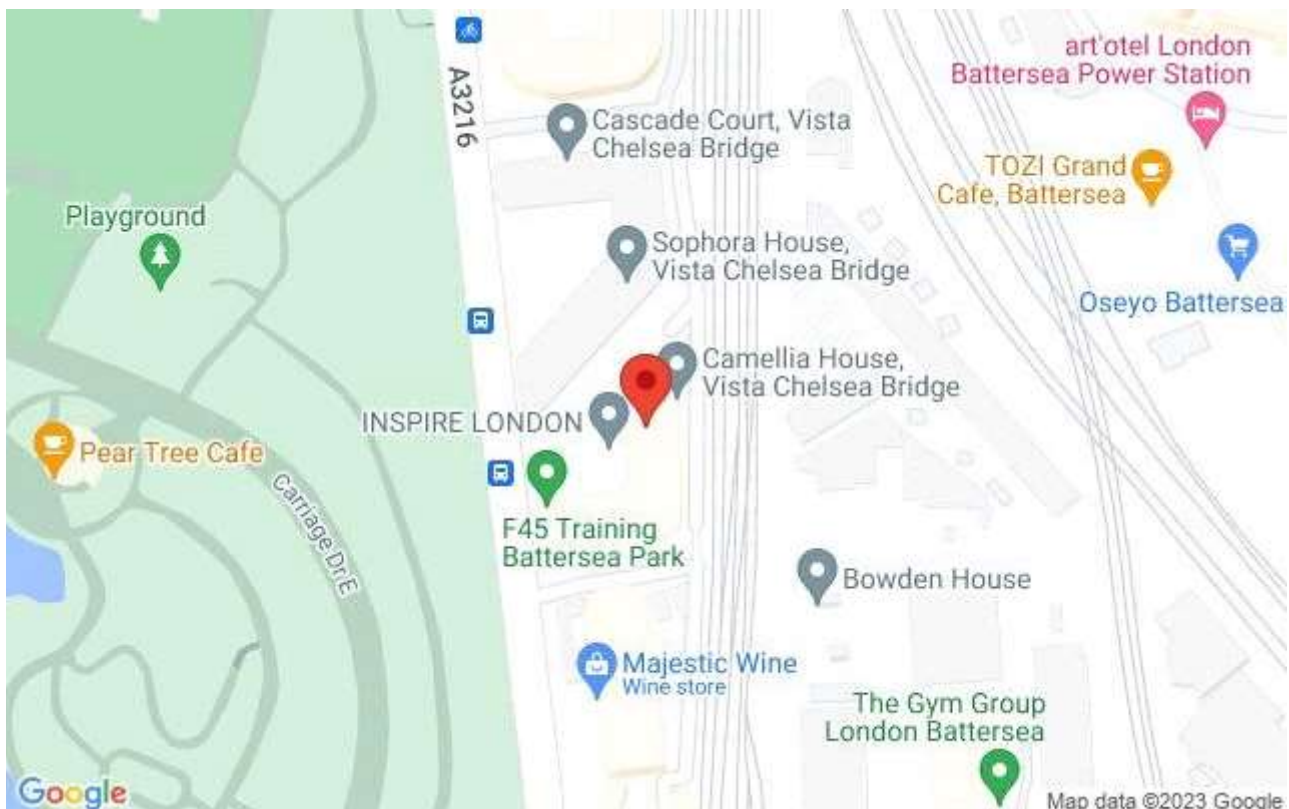 art'otel London
Battersea Power Station
A3216
Cascade Court, Vista
Chelsea Bridge
TOZI Grand
Cafe, Battersea
Playground
Sophora House,
Vista Chelsea Bridge
Oseyo Battersea
Camellia House,
Vista Chelsea Bridge
INSPIRE LONDON
Pear Tree Cafe
Carriage Dr E
F45 Training
Battersea Park
Bowden House
Majestic Wine
Wine store
The Gym Group
London Battersea
Google
Map data ©2023 Google